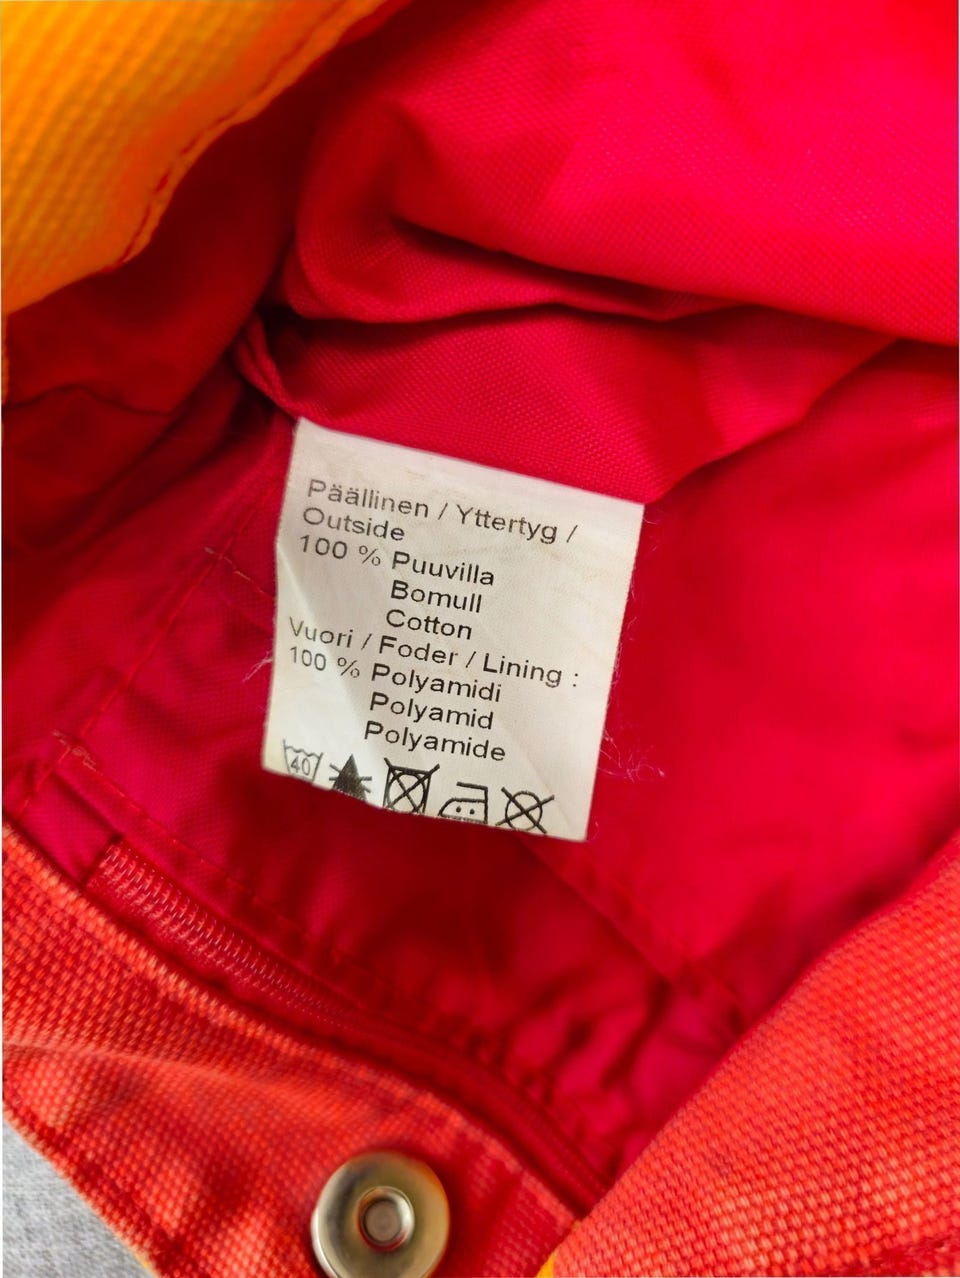 Päällinen / Yttertyg /
Outside
100 % Puuvilla
Bomull
Cotton
Vuori / Foder / Lining :
100 % Polyamidi
Polyamid
Polyamide
40